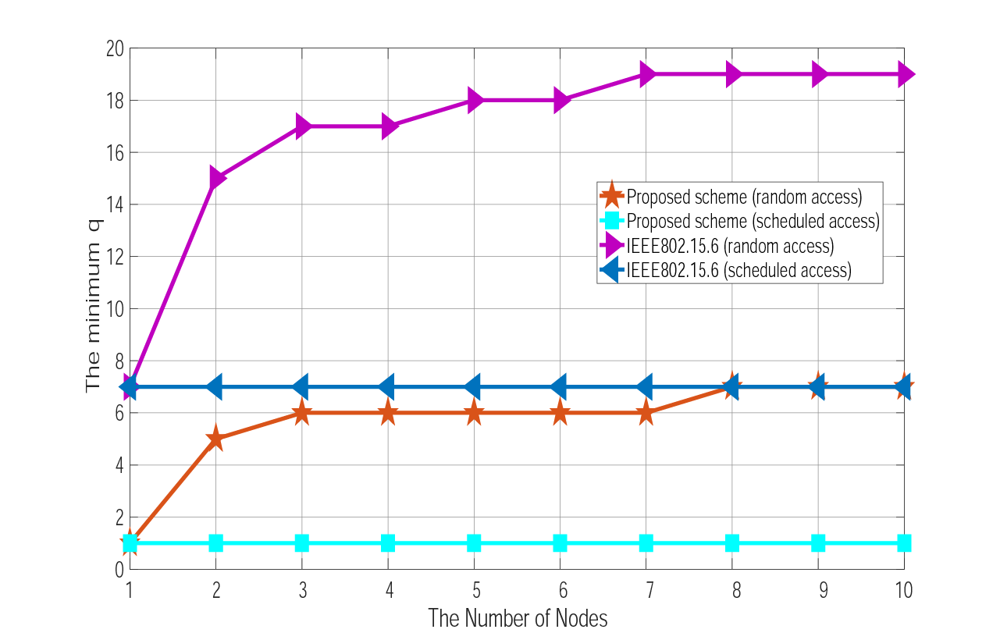 20
18
16
14
12
10
8
6
4
2
0
The minimum q
Proposed scheme (random access)
Proposed scheme (scheduled access)
IEEE802.15.6 (random access)
IEEE802.15.6 (scheduled access)
1 2 3 4 5 6 7 8 9 10
The Number of Nodes